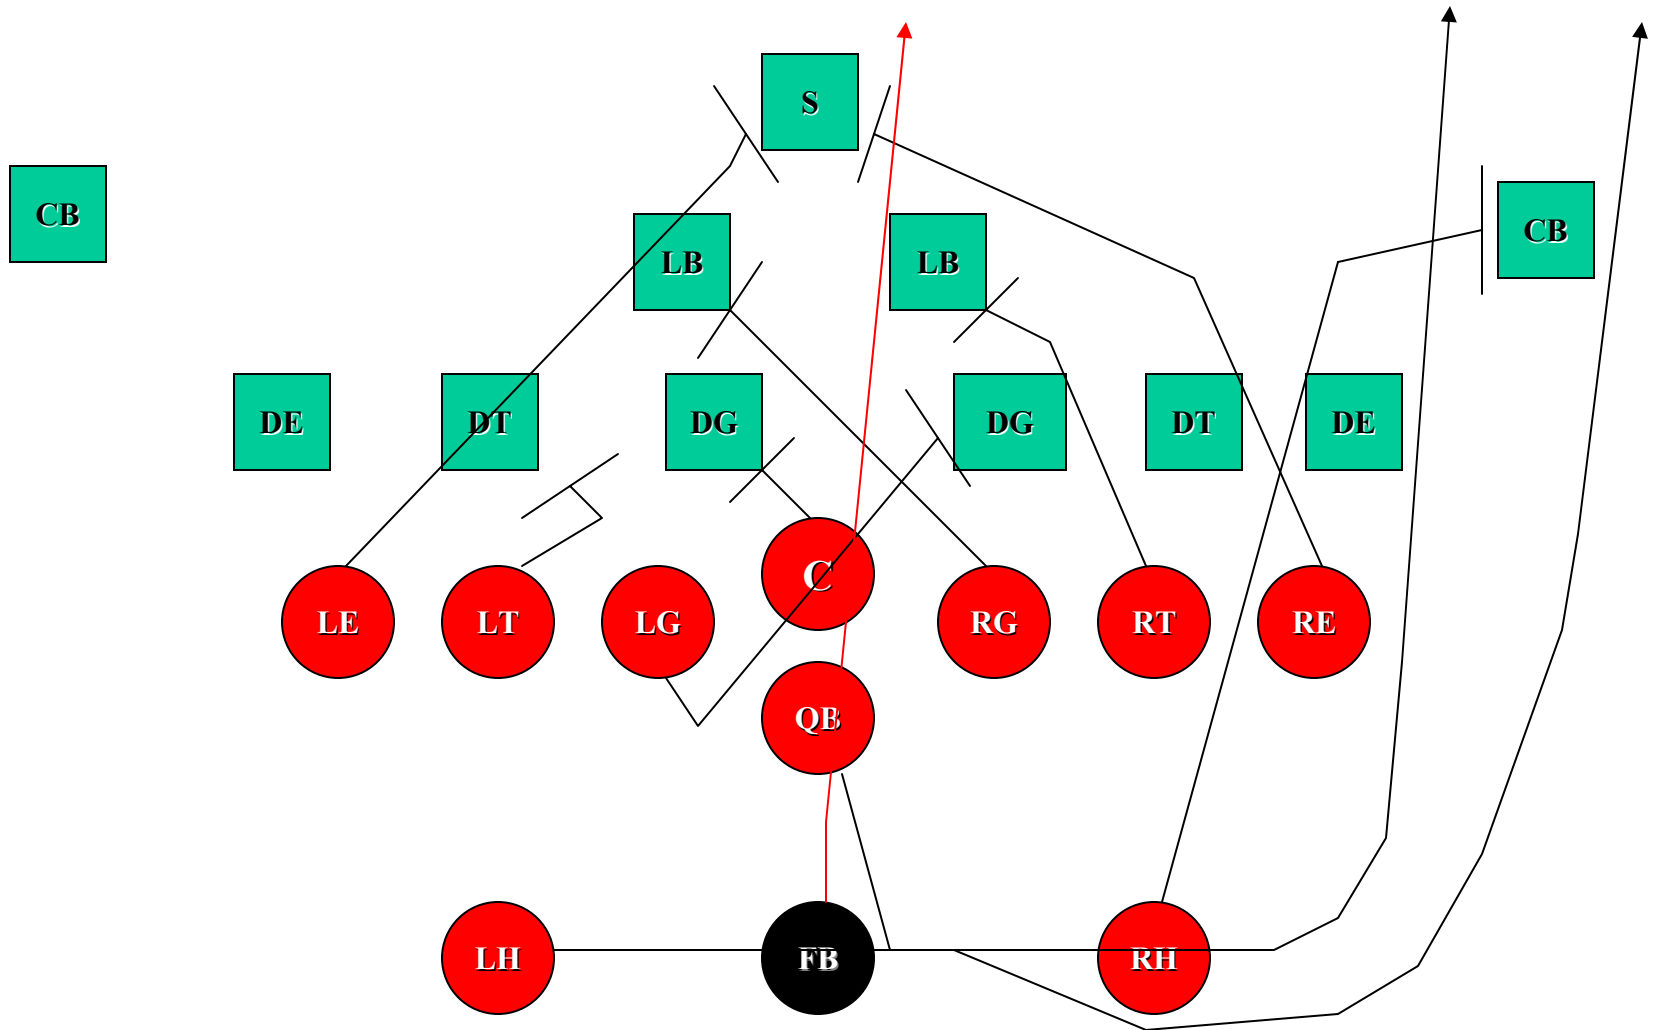 S
CB
CB
LB
LB
DE
DT
DG
DG
DT
DE
C
LE
LT
LG
RG
RT
RE
QB
LH
FB
RH